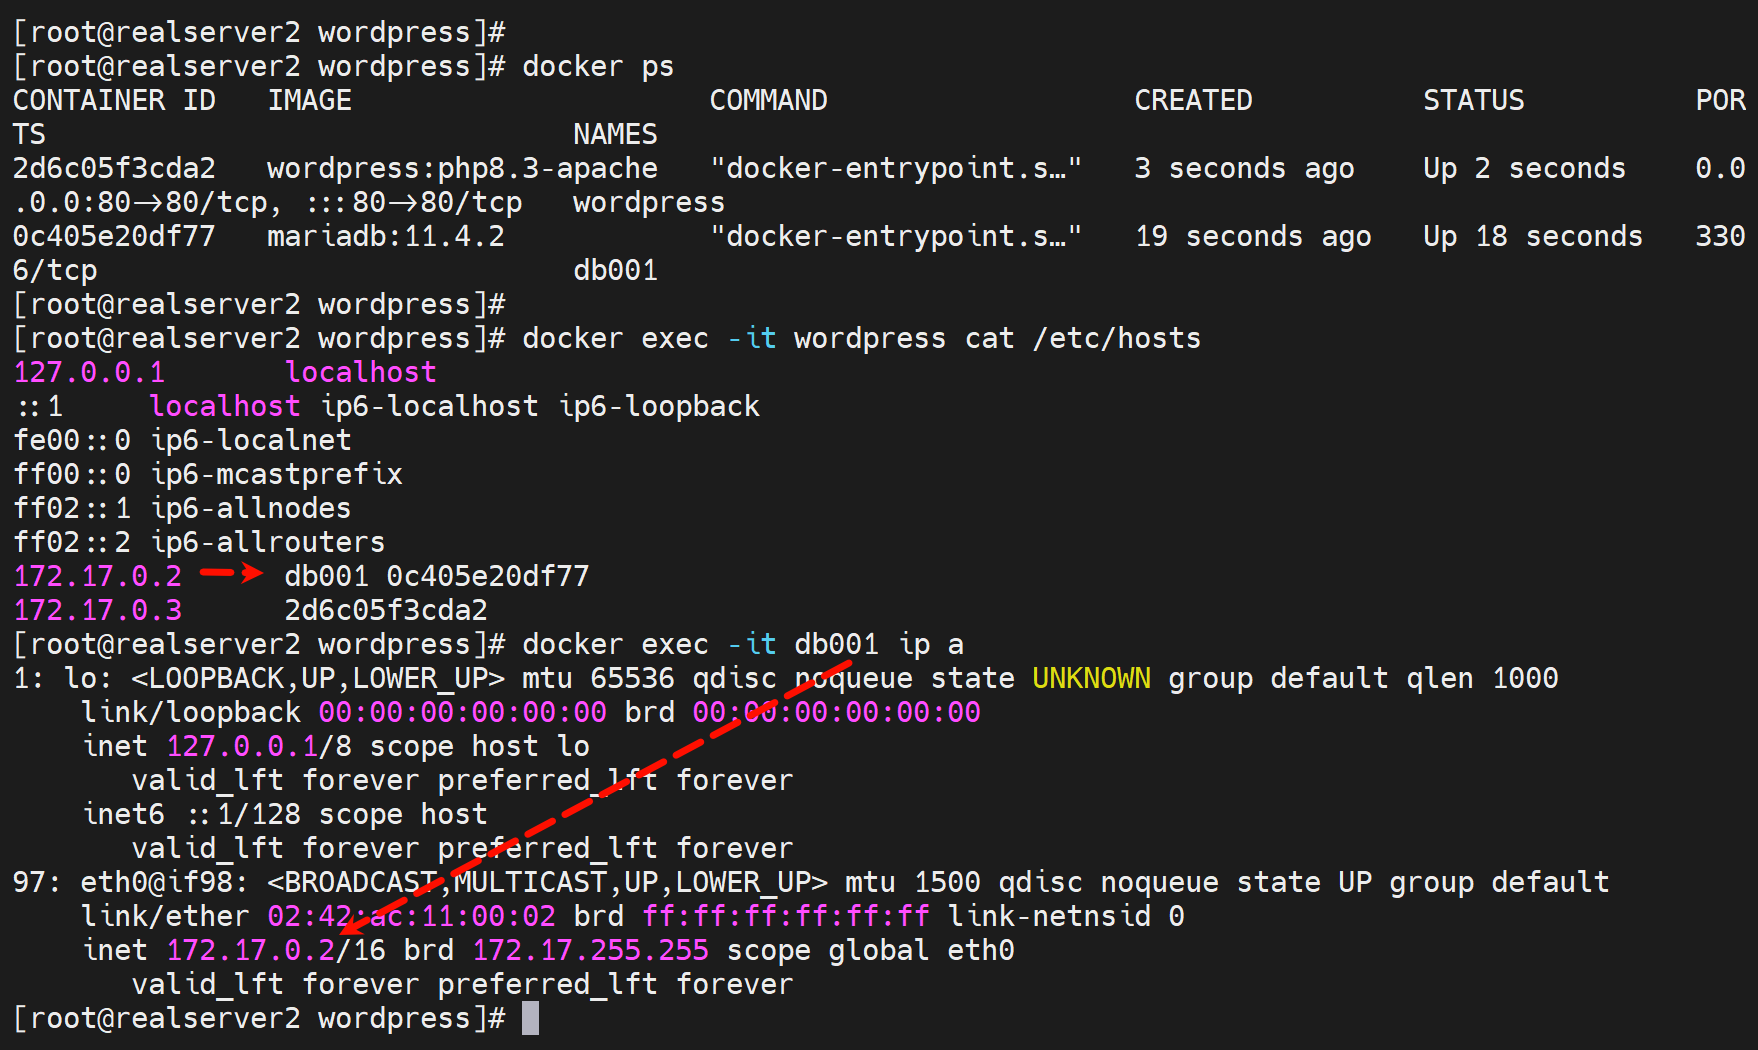 [root@realserver2 wordpress]#
[root@realserver2 wordpress]# docker ps
CONTAINER ID   IMAGE                     COMMAND                  CREATED          STATUS          POR
TS                               NAMES
2d6c05f3cda2   wordpress:php8.3-apache   "docker-entrypoint.s…"   3 seconds ago    Up 2 seconds    0.0
.0.0:80->80/tcp, :::80->80/tcp   wordpress
0c405e20df77   mariadb:11.4.2            "docker-entrypoint.s…"   19 seconds ago   Up 18 seconds   330
6/tcp                            db001
[root@realserver2 wordpress]#
[root@realserver2 wordpress]# docker exec -it wordpress cat /etc/hosts
127.0.0.1       localhost
::1     localhost ip6-localhost ip6-loopback
fe00::0 ip6-localnet
ff00::0 ip6-mcastprefix
ff02::1 ip6-allnodes
ff02::2 ip6-allrouters
172.17.0.2      db001 0c405e20df77
172.17.0.3      2d6c05f3cda2
[root@realserver2 wordpress]# docker exec -it db001 ip a
1: lo: <LOOPBACK,UP,LOWER_UP> mtu 65536 qdisc noqueue state UNKNOWN group default qlen 1000
    link/loopback 00:00:00:00:00:00 brd 00:00:00:00:00:00
    inet 127.0.0.1/8 scope host lo
       valid_lft forever preferred_lft forever
    inet6 ::1/128 scope host
       valid_lft forever preferred_lft forever
97: eth0@if98: <BROADCAST,MULTICAST,UP,LOWER_UP> mtu 1500 qdisc noqueue state UP group default
    link/ether 02:42:ac:11:00:02 brd ff:ff:ff:ff:ff:ff link-netnsid 0
    inet 172.17.0.2/16 brd 172.17.255.255 scope global eth0
       valid_lft forever preferred_lft forever
[root@realserver2 wordpress]#